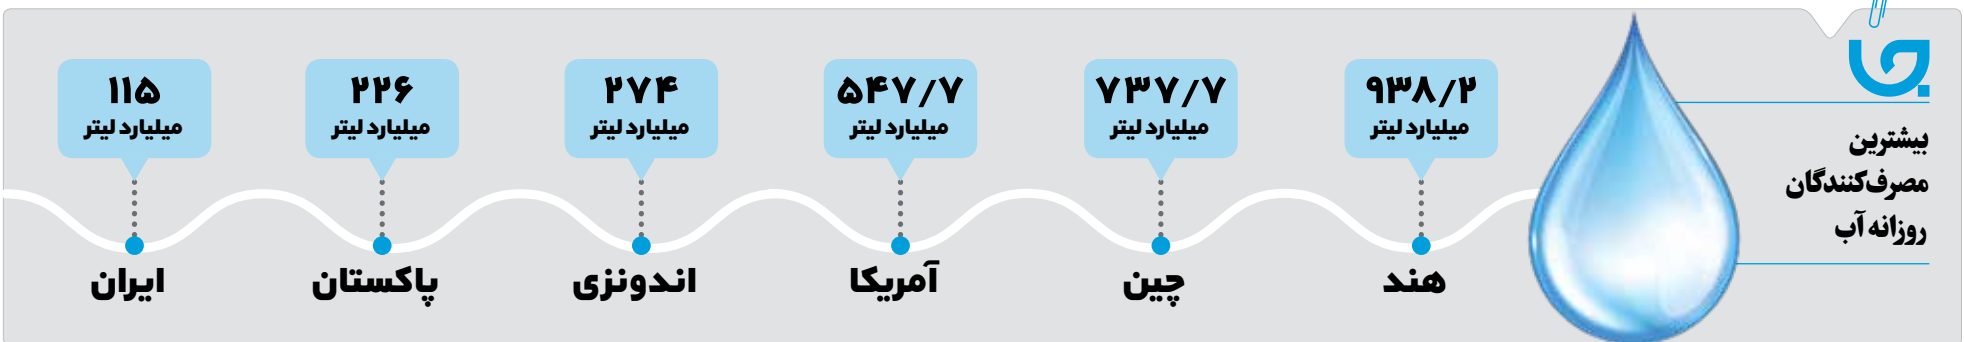 بیشترین
مصرف‌کنندگان
روزانه آب
۹۳۸/۲
میلیارد لیتر
هند
۷۳۷/۷
میلیارد لیتر
چین
۵۴۷/۷
میلیارد لیتر
آمریکا
۲۷۴
میلیارد لیتر
اندونزی
۲۲۶
میلیارد لیتر
پاکستان
۱۱۵
میلیارد لیتر
ایران